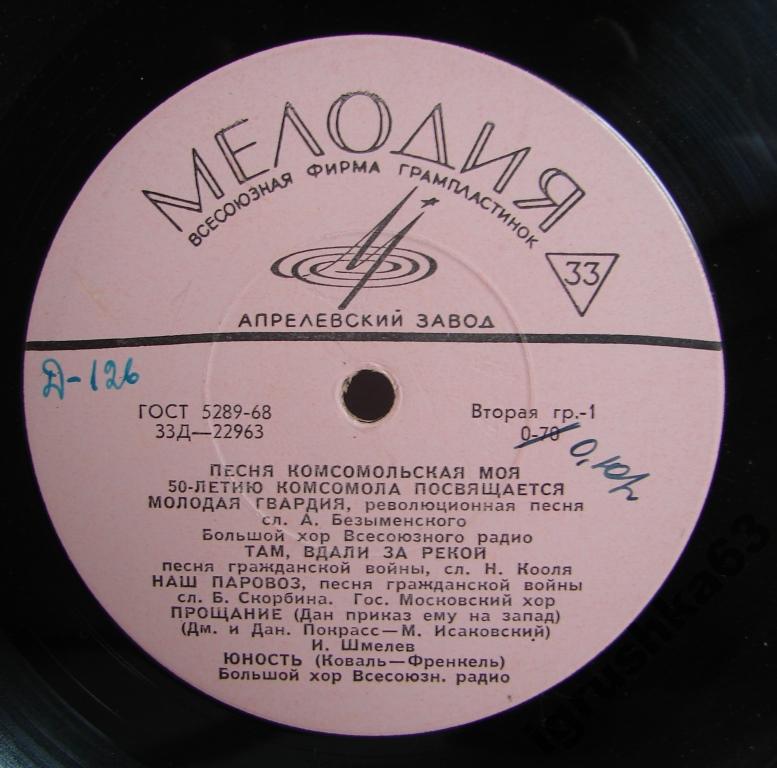 МЕЛОДИЯ
ВСЕСОЮЗНАЯ ФИРМА ГРАМПЛАСТИНОК
33
АПРЕЛЕВСКИЙ ЗАВОД
Д-126
ГОСТ 5289-68
33Д—22963
Вторая гр.-1
0-70
ПЕСНЯ КОМСОМОЛЬСКАЯ МОЯ
50-ЛЕТИЮ КОМСОМОЛА ПОСВЯЩАЕТСЯ
МОЛОДАЯ ГВАРДИЯ, революционная песня
сл. А. Безыменского
Большой хор Всесоюзного радио
ТАМ, ВДАЛИ ЗА РЕКОЙ
песня гражданской войны, сл. Н. Кооля
НАШ ПАРОВОЗ, песня гражданской войны
сл. Б. Скорбина. Гос. Московский хор
ПРОЩАНИЕ (Дан приказ ему на запад)
(Дм. и Дан. Покрасс—М. Исаковский)
И. Шмелев
ЮНОСТЬ (Коваль—Френкель)
Большой хор Всесоюзн. радио
igrushka63